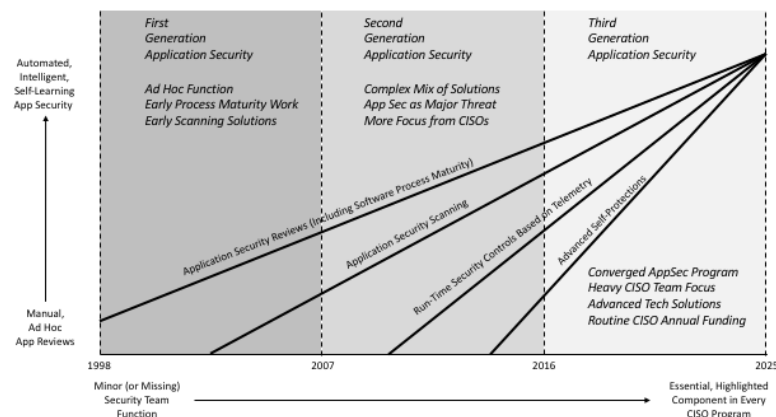 First
Generation
Application Security
Ad Hoc Function
Early Process Maturity Work
Early Scanning Solutions
Second
Generation
Application Security
Complex Mix of Solutions
App Sec as Major Threat
More Focus from CISOs
Third
Generation
Application Security
Automated,
Intelligent,
Self-Learning
App Security
Application Security Reviews (Including Software Process Maturity)
Application Security Scanning
Run-Time Security Controls Based on Telemetry
Advanced Self-Protections
Converged AppSec Program
Heavy CISO Team Focus
Advanced Tech Solutions
Routine CISO Annual Funding
Manual,
Ad Hoc
App Reviews
1998
2007
2016
2025
Minor (or Missing)
Security Team
Function
Essential, Highlighted
Component in Every
CISO Program